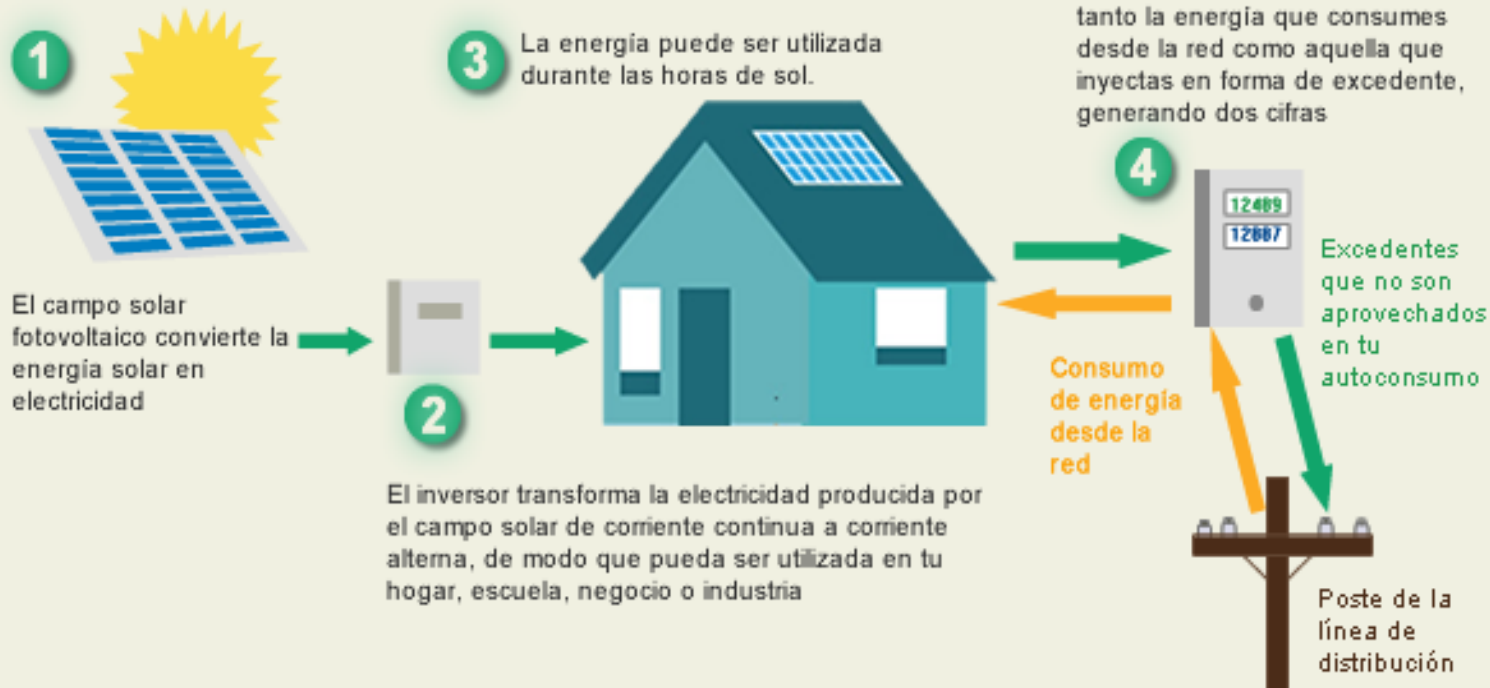 1
El campo solar
fotovoltaico convierte la
energía solar en
electricidad
2
El inversor transforma la electricidad producida por
el campo solar de corriente continua a corriente
alterna, de modo que pueda ser utilizada en tu
hogar, escuela, negocio o industria
3
La energía puede ser utilizada
durante las horas de sol.
tanto la energía que consumes
desde la red como aquella que
inyectas en forma de excedente,
generando dos cifras
4
12489
12887
Excedentes
que no son
aprovechados
en tu
autoconsumo
Consumo
de energía
desde la
red
Poste de la
línea de
distribución